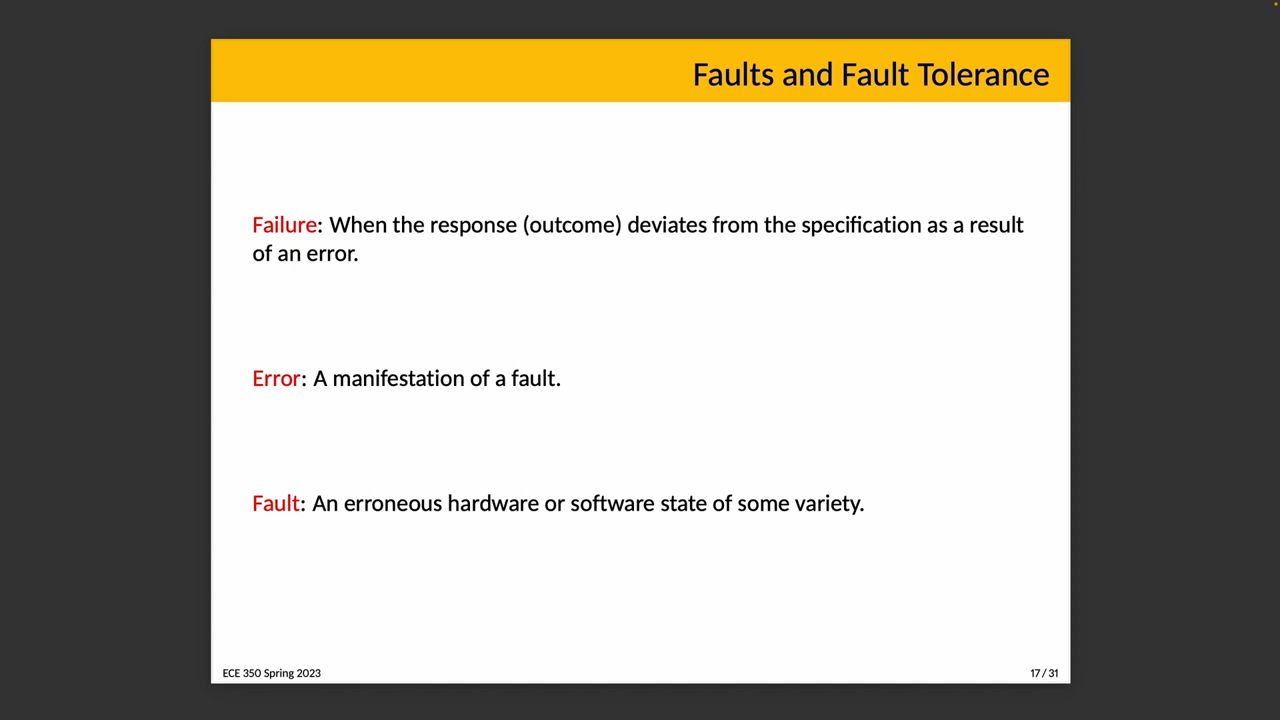 Faults and Fault Tolerance
Failure: When the response (outcome) deviates from the specification as a result
of an error.
Error: A manifestation of a fault.
Fault: An erroneous hardware or software state of some variety.
ECE 350 Spring 2023
17 / 31